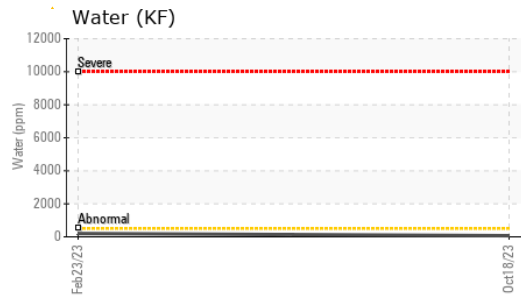 Water (KF)
12000
Severe
10000
8000
Water (ppm)
6000
4000
2000
Abnormal
0
Feb23/23
Oct18/23